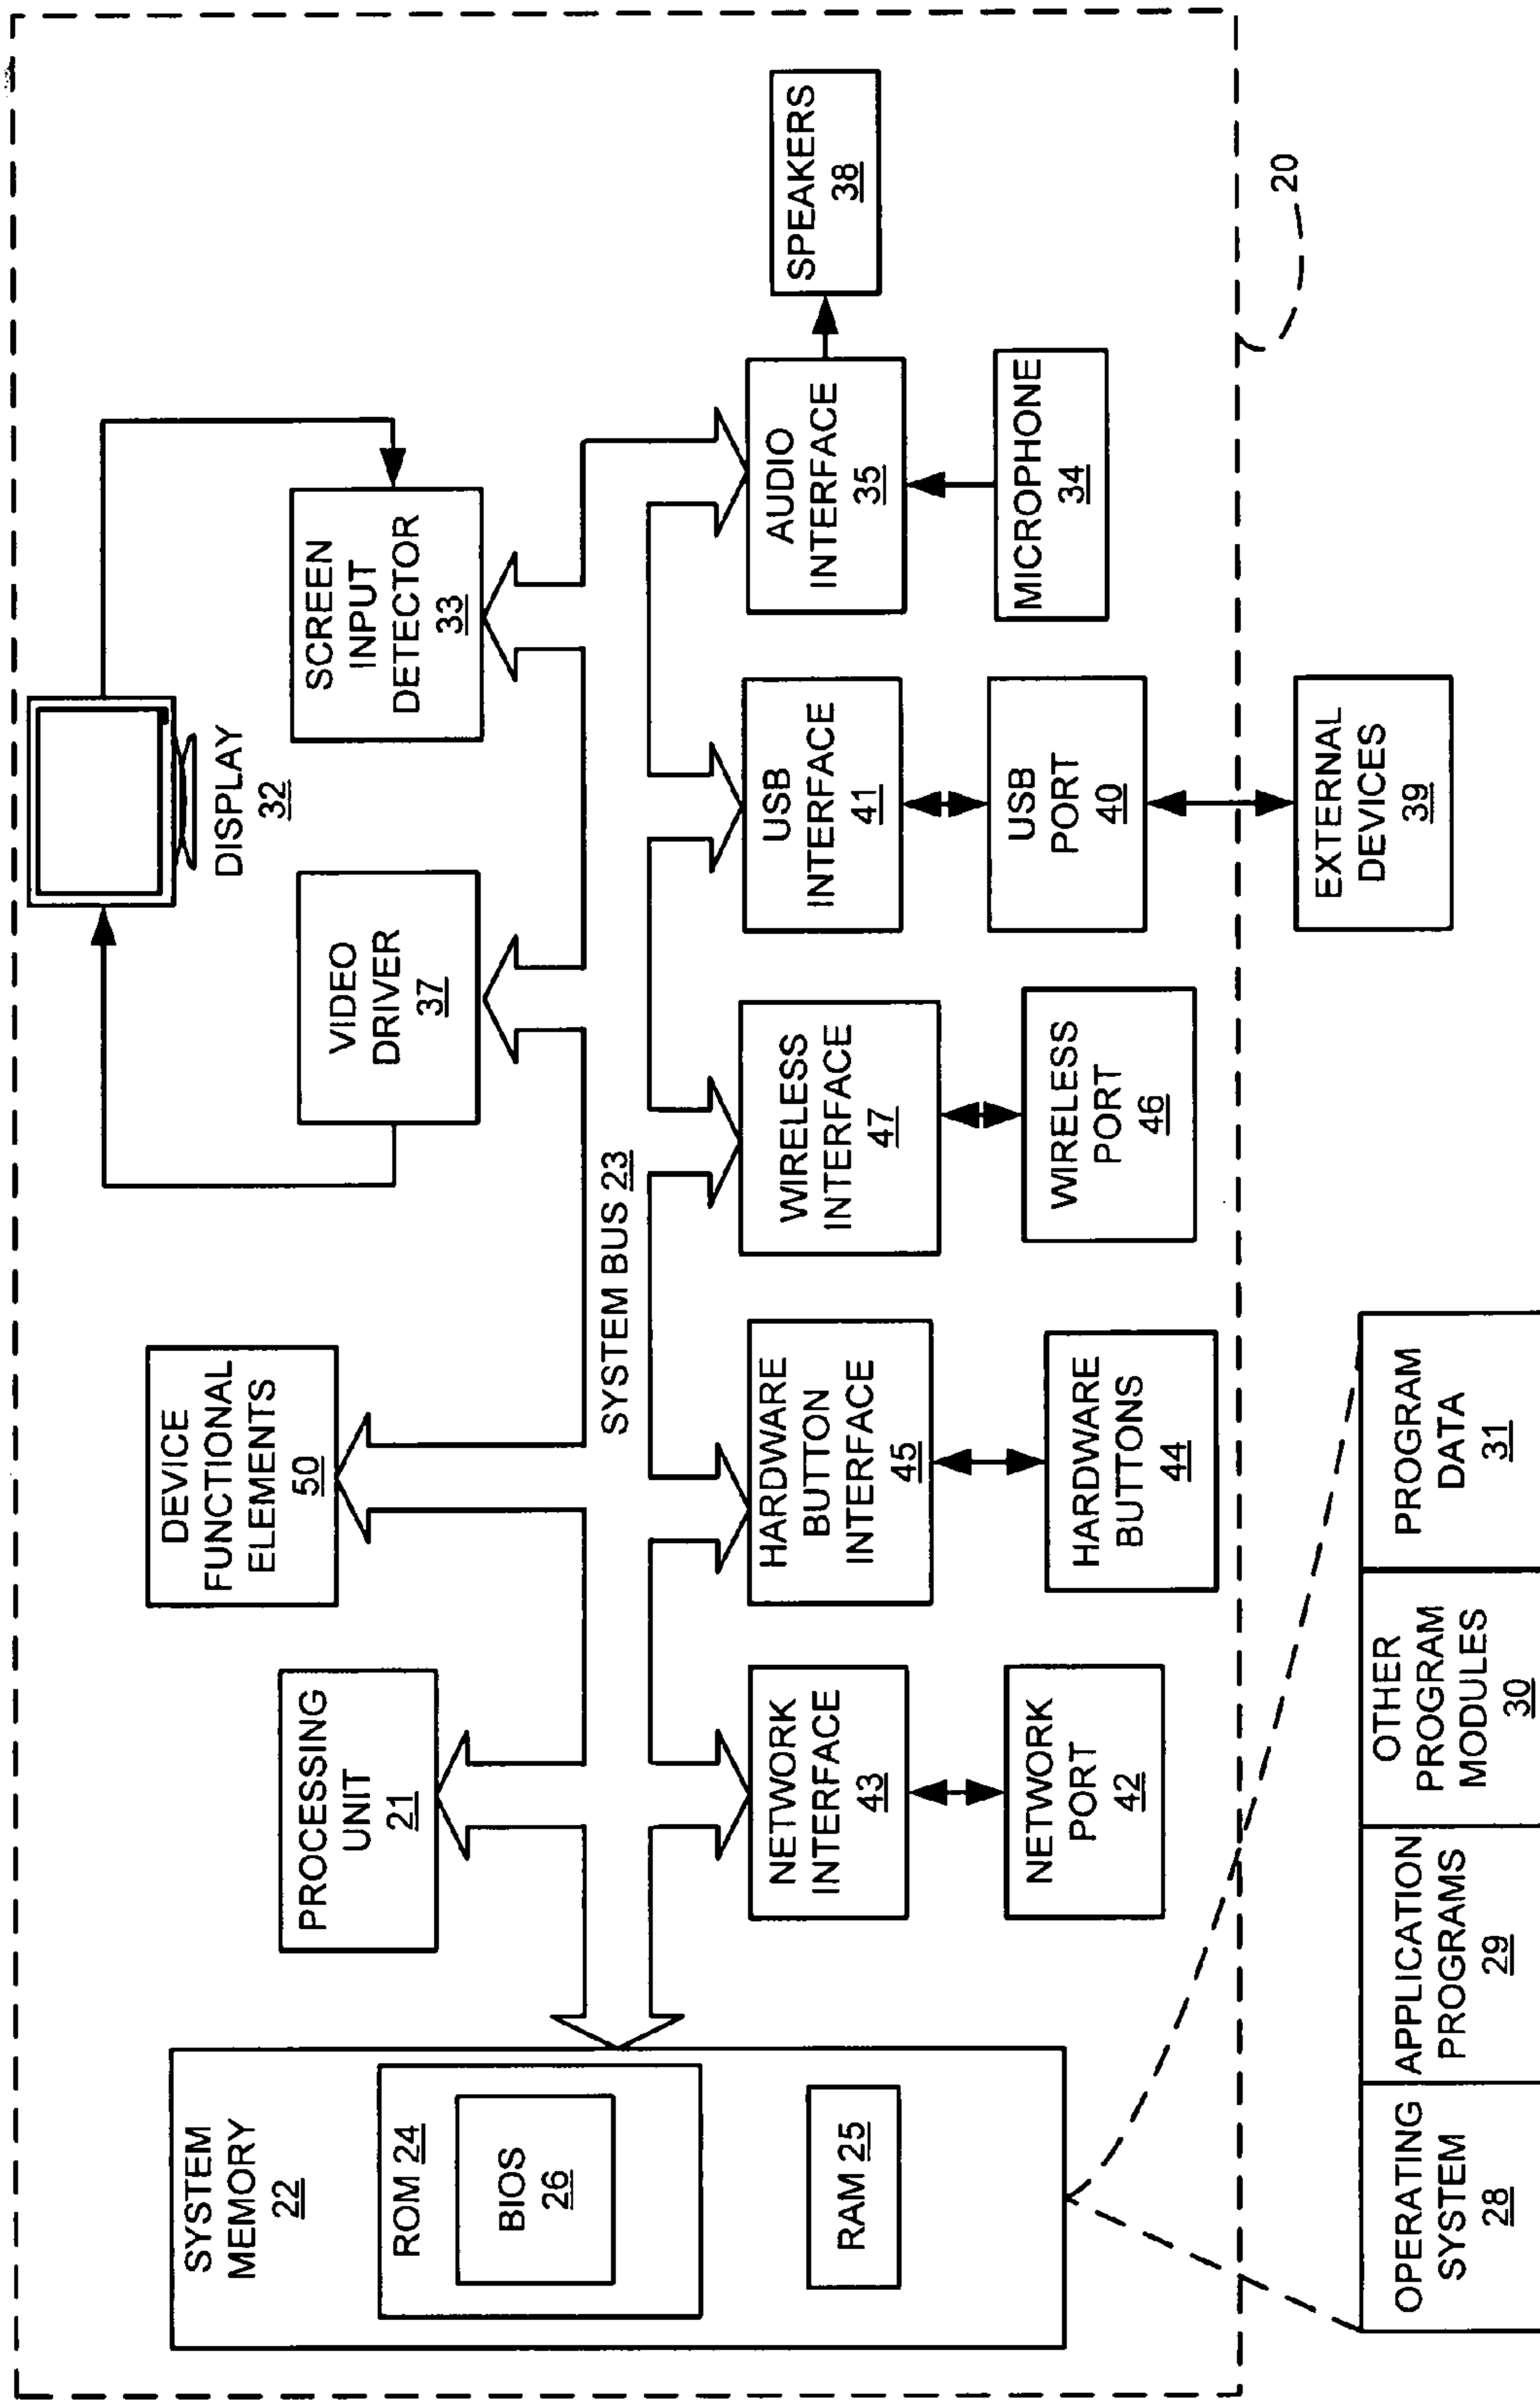 SYSTEM
MEMORY
22
ROM 24
BIOS
26
RAM 25
PROCESSING
UNIT
21
DEVICE
FUNCTIONAL
ELEMENTS
50
VIDEO
DRIVER
37
DISPLAY
32
SCREEN
INPUT
DETECTOR
33
SYSTEM BUS 23
NETWORK
INTERFACE
43
HARDWARE
BUTTON
INTERFACE
45
WIRELESS
INTERFACE
47
USB
INTERFACE
41
AUDIO
INTERFACE
35
SPEAKERS
38
NETWORK
PORT
42
HARDWARE
BUTTONS
44
WIRELESS
PORT
46
USB
PORT
40
MICROPHONE
34
20
EXTERNAL
DEVICES
39
OPERATING
SYSTEM
28
APPLICATION
PROGRAMS
29
OTHER
PROGRAM
MODULES
30
PROGRAM
DATA
31